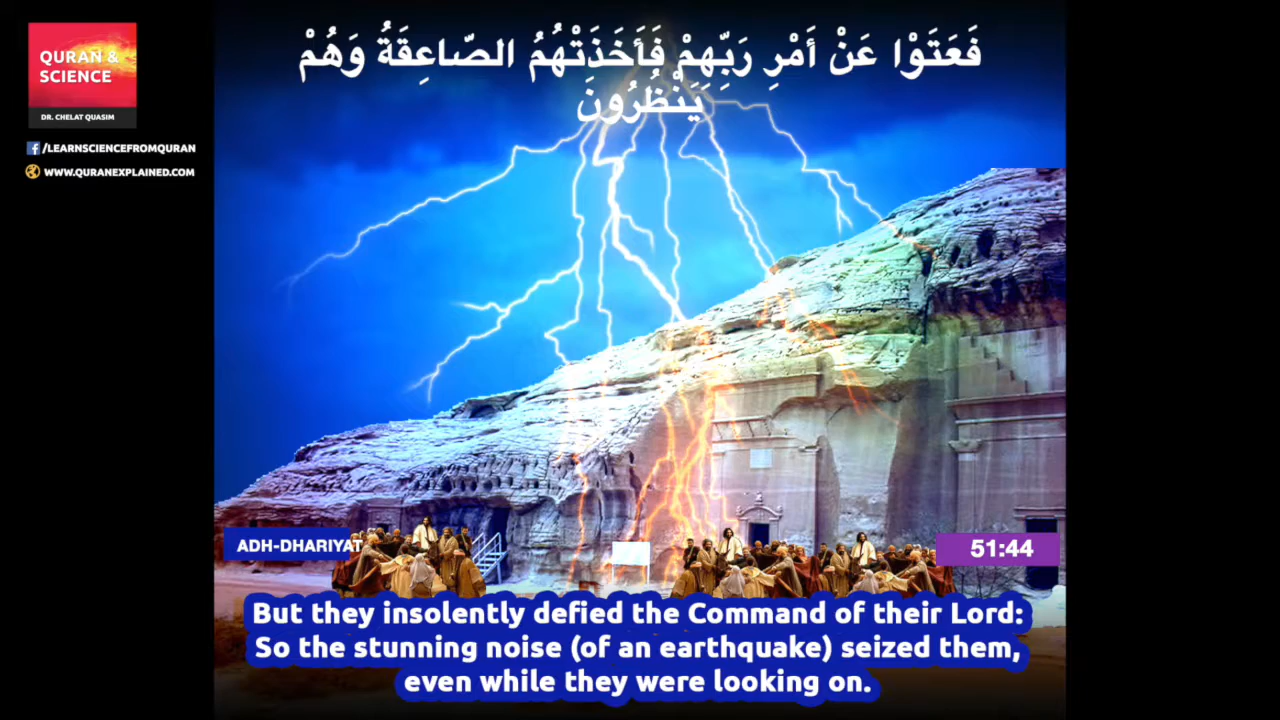 QURAN &
SCIENCE
DR. CHELAT QUASIM
/LEARNSCIENCEFROMQURAN
WWW.QURANEXPLAINED.COM
فَعَتَوْا عَنْ أَمْرِ رَبِّهِمْ فَأَخَذَتْهُمُ الصَّاعِقَةُ وَهُمْ
يَنْظُرُونَ
ADH-DHARIYAT
51:44
But they insolently defied the Command of their Lord:
So the stunning noise (of an earthquake) seized them,
even while they were looking on.